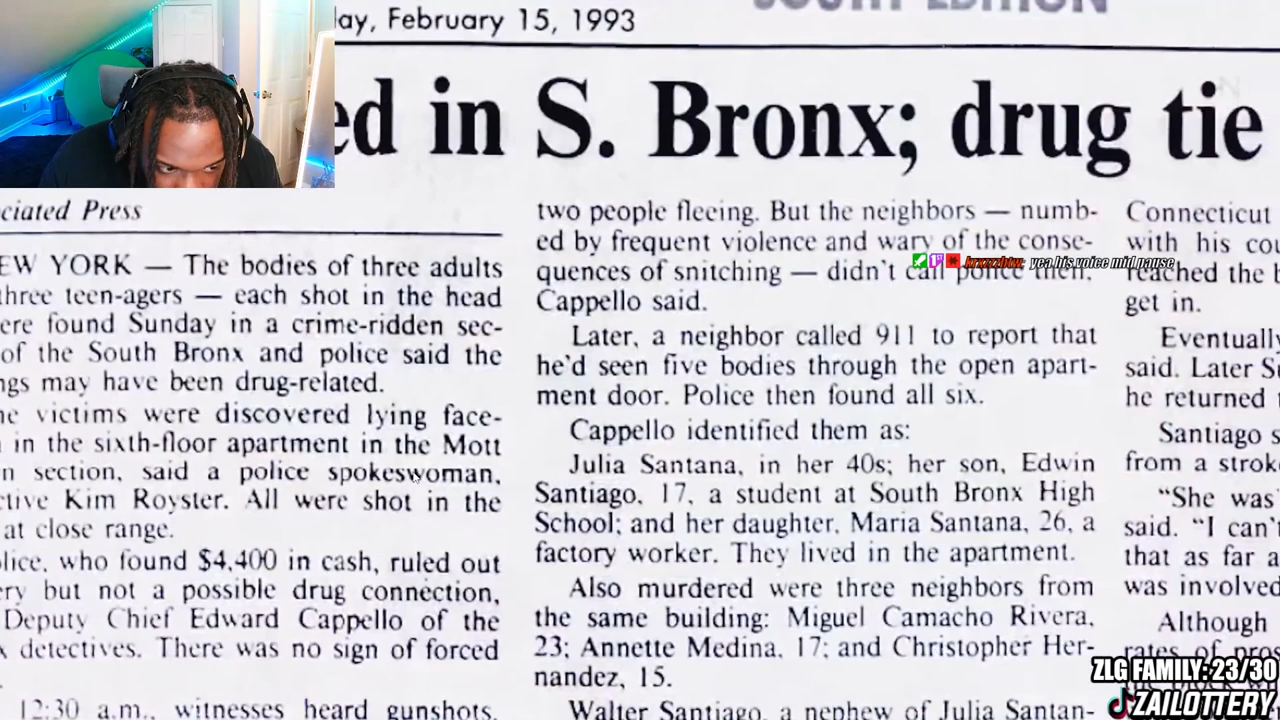 ay, February 15, 1993
SOUTH EDITION
ed in S. Bronx; drug tie
ciated Press
EW YORK — The bodies of three adults
three teen-agers — each shot in the head
ere found Sunday in a crime-ridden sec-
of the South Bronx and police said the
ngs may have been drug-related.
he victims were discovered lying face-
in the sixth-floor apartment in the Mott
n section, said a police spokeswoman,
ctive Kim Royster. All were shot in the
at close range.
lice, who found $4,400 in cash, ruled out
ry but not a possible drug connection,
Deputy Chief Edward Cappello of the
x detectives. There was no sign of forced
12:30 a.m., witnesses heard gunshots,
two people fleeing. But the neighbors — numb-
ed by frequent violence and wary of the conse-
quences of snitching — didn't call police then,
Cappello said.
Later, a neighbor called 911 to report that
he'd seen five bodies through the open apart-
ment door. Police then found all six.
Cappello identified them as:
Julia Santana, in her 40s; her son, Edwin
Santiago, 17, a student at South Bronx High
School; and her daughter, Maria Santana, 26, a
factory worker. They lived in the apartment.
Also murdered were three neighbors from
the same building: Miguel Camacho Rivera,
23; Annette Medina, 17; and Christopher Her-
nandez, 15.
Walter Santiago, a nephew of Julia Santan-
Connecticut
with his cou
reached the h
get in.
Eventually
said. Later Su
he returned t
Santiago s
from a strok
"She was
said. "I can't
that as far a
was involved
Although
rates of pros
krxzzbtw: yea his voice mid pause
ZLG FAMILY: 23/30
ZAILOTTERY